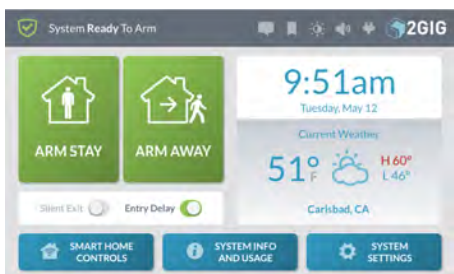 System Ready To Arm
2GIG
ARM STAY
ARM AWAY
Silent Exit
Entry Delay
9:51am
Tuesday, May 12
Current Weather
51°F
H 60°
L 46°
Carlsbad, CA
SMART HOME
CONTROLS
SYSTEM INFO
AND USAGE
SYSTEM
SETTINGS